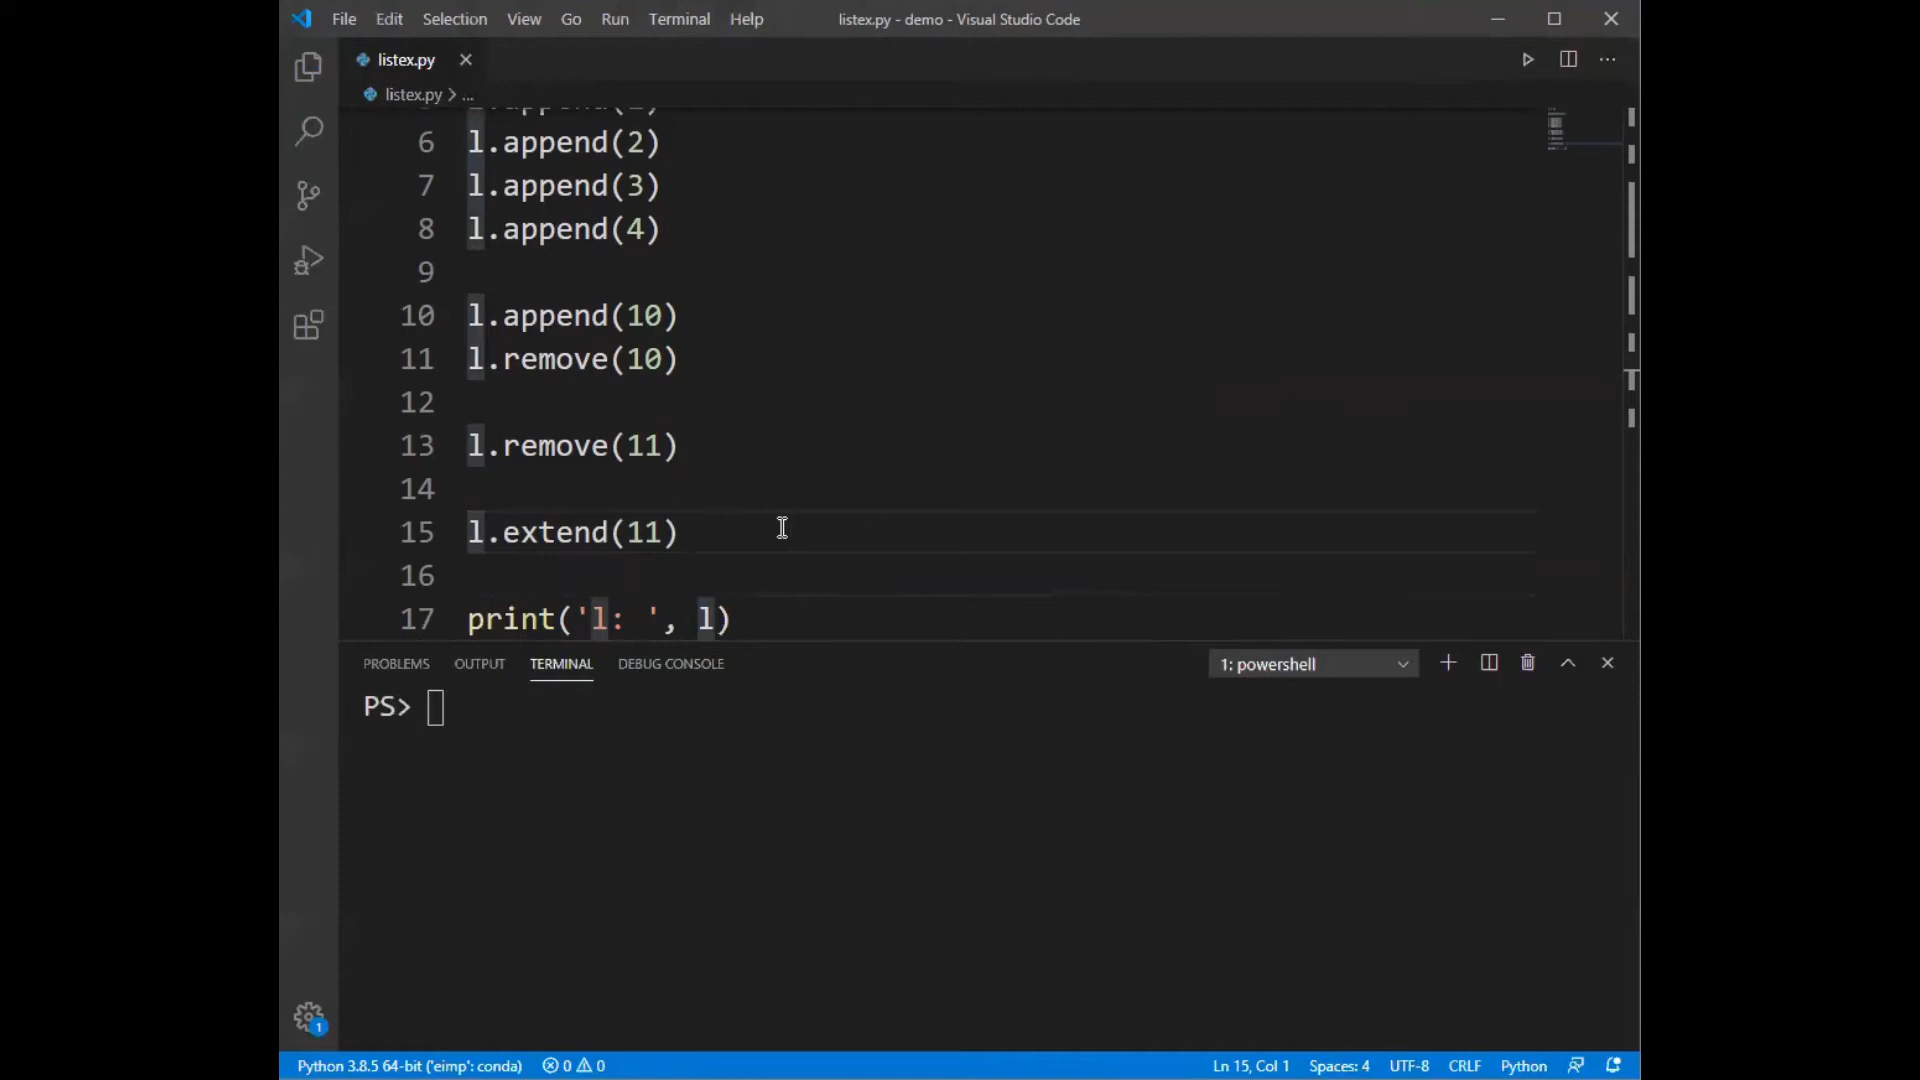 File Edit Selection View Go Run Terminal Help listex.py - demo - Visual Studio Code
listex.py
listex.py > ...
6 l.append(2)
7 l.append(3)
8 l.append(4)
9
10 l.append(10)
11 l.remove(10)
12
13 l.remove(11)
14
15 l.extend(11)
16
17 print('l: ', l)
PROBLEMS OUTPUT TERMINAL DEBUG CONSOLE 1: powershell
PS>
1
Python 3.8.5 64-bit ('eimp': conda) 0 0 Ln 15, Col 1 Spaces: 4 UTF-8 CRLF Python